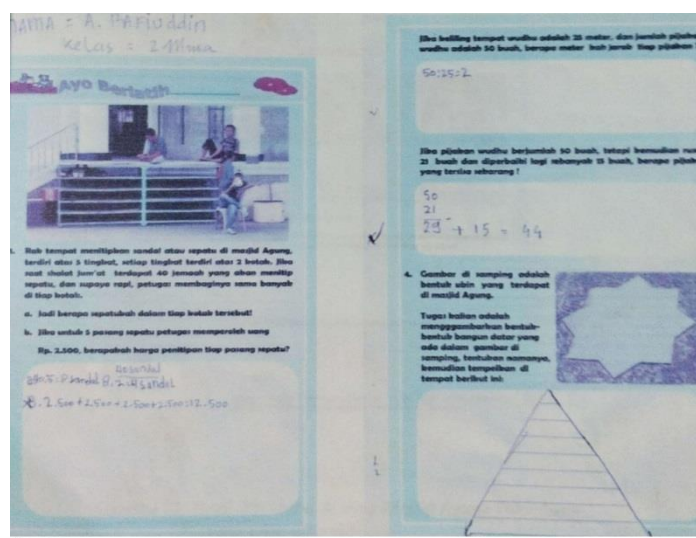 NAMA = A. HAFIUDDIN
Kelas = 2
Ayo Berlatih
Rak tempat menitipkan sandal atau sepatu di masjid Agung,
terdiri atas 5 tingkat, setiap tingkat terdiri atas 2 kotak. Jika
saat shalat Jum'at terdapat 40 jamaah yang akan menitip
sepatu, dan supaya rapi, petugas membaginya sama banyak
di tiap kotak.
a. Jadi berapa sepatukah dalam tiap kotak tersebut!
b. Jika untuk 5 pasang sepatu petugas memperoleh uang
Rp. 2.500, berapakah harga penitipan tiap pasang sepatu?
sandal 8.2
2.500+2.500+2.500+2.500=12.500
Jika keliling tempat wudhu adalah 25 meter, dan jumlah pijakan
wudhu adalah 50 buah, berapa meter kah jarak tiap pijakan
50:25=2
Jika pijakan wudhu berjumlah 50 buah, tetapi kemudian
21 buah dan diperbaiki lagi sebanyak 15 buah, berapa
yang tersisa sekarang !
50
21 -
29 + 15 = 44
4. Gambar di samping adalah
bentuk ubin yang terdapat
di masjid Agung.
Tugas kalian adalah
menggambarkan bentuk-
bentuk bangun datar yang
ada dalam gambar di
samping, tentukan namanya,
kemudian tempelkan di
tempat berikut ini: